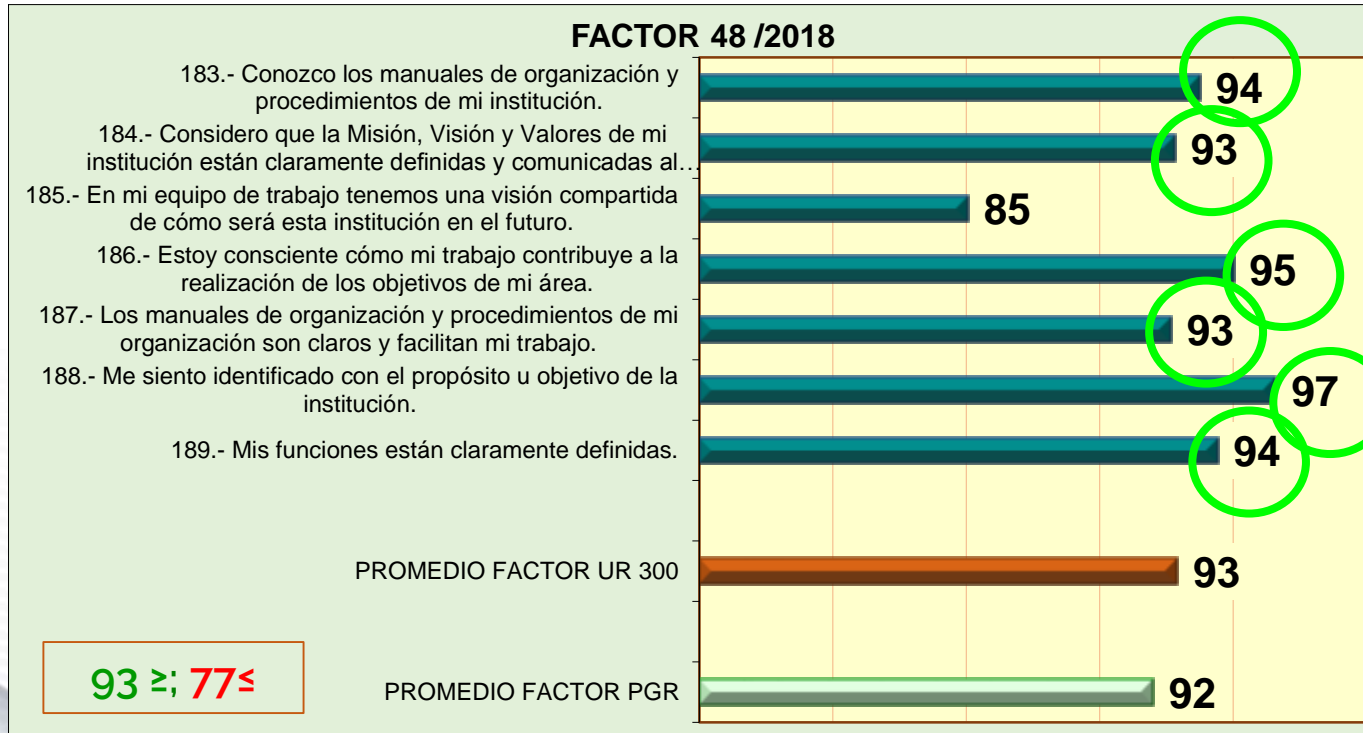 FACTOR 48 /2018
183.- Conozco los manuales de organización y
procedimientos de mi institución.
94
184.- Considero que la Misión, Visión y Valores de mi
institución están claramente definidas y comunicadas al…
93
185.- En mi equipo de trabajo tenemos una visión compartida
de cómo será esta institución en el futuro.
85
186.- Estoy consciente cómo mi trabajo contribuye a la
realización de los objetivos de mi área.
95
187.- Los manuales de organización y procedimientos de mi
organización son claros y facilitan mi trabajo.
93
188.- Me siento identificado con el propósito u objetivo de la
institución.
97
189.- Mis funciones están claramente definidas.
94
PROMEDIO FACTOR UR 300
93
93 ≥; 77≤
PROMEDIO FACTOR PGR
92